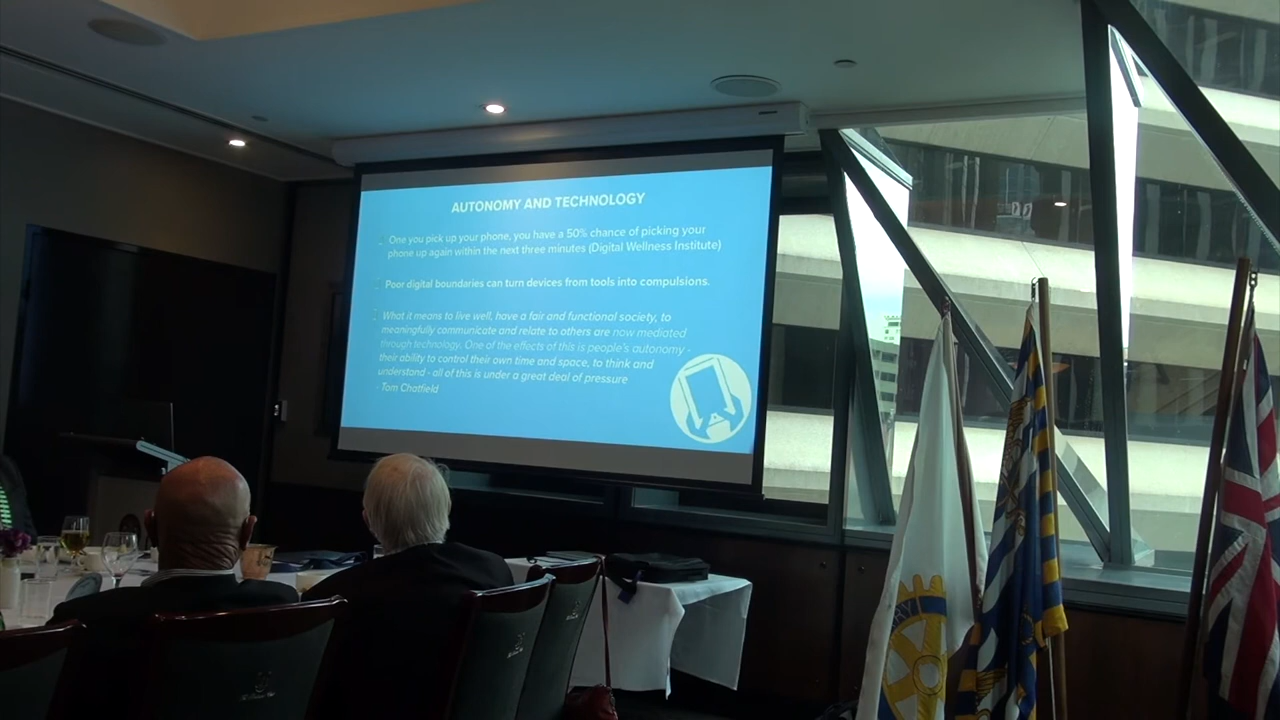 AUTONOMY AND TECHNOLOGY
- One you pick up your phone, you have a 50% chance of picking your
phone up again within the next three minutes (Digital Wellness Institute)
- Poor digital boundaries can turn devices from tools into compulsions.
- What it means to live well, have a fair and functional society, to
meaningfully communicate and relate to others are now mediated
through technology. One of the effects of this is people's autonomy -
their ability to control their own time and space, to think and
understand - all of this is under a great deal of pressure
- Tom Chatfield